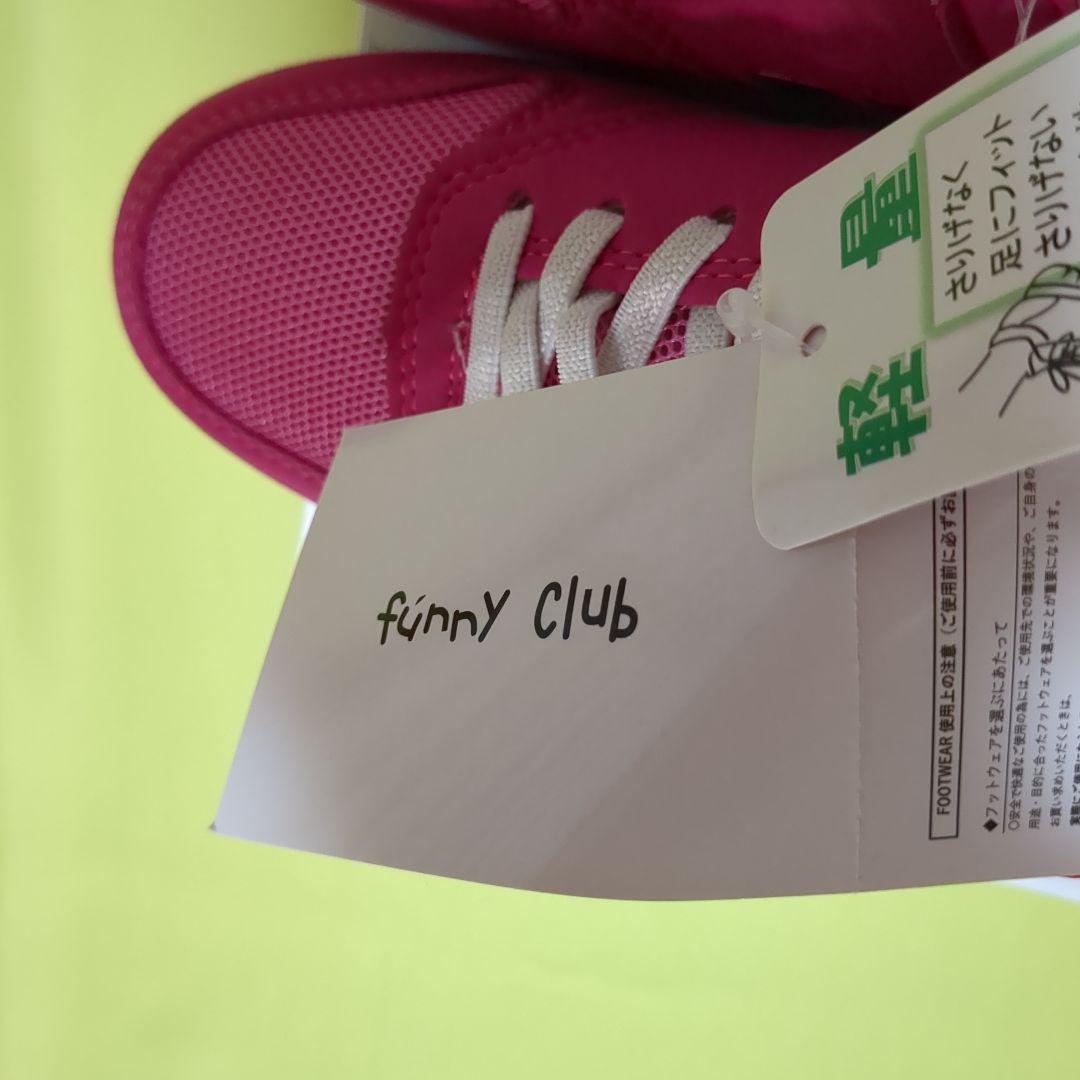 fúnny Club
軽量
さりげなく
足にフィット
さりげない
FOOTWEAR 使用上の注意（ご使用前に必ずお
◆フットウェアを選ぶにあたって
○安全で快適なご使用の為には、ご使用先での環境状況や、ご自身の
用途・目的に合ったフットウェアを選ぶことが重要になります。
お買い求めいただくときは、